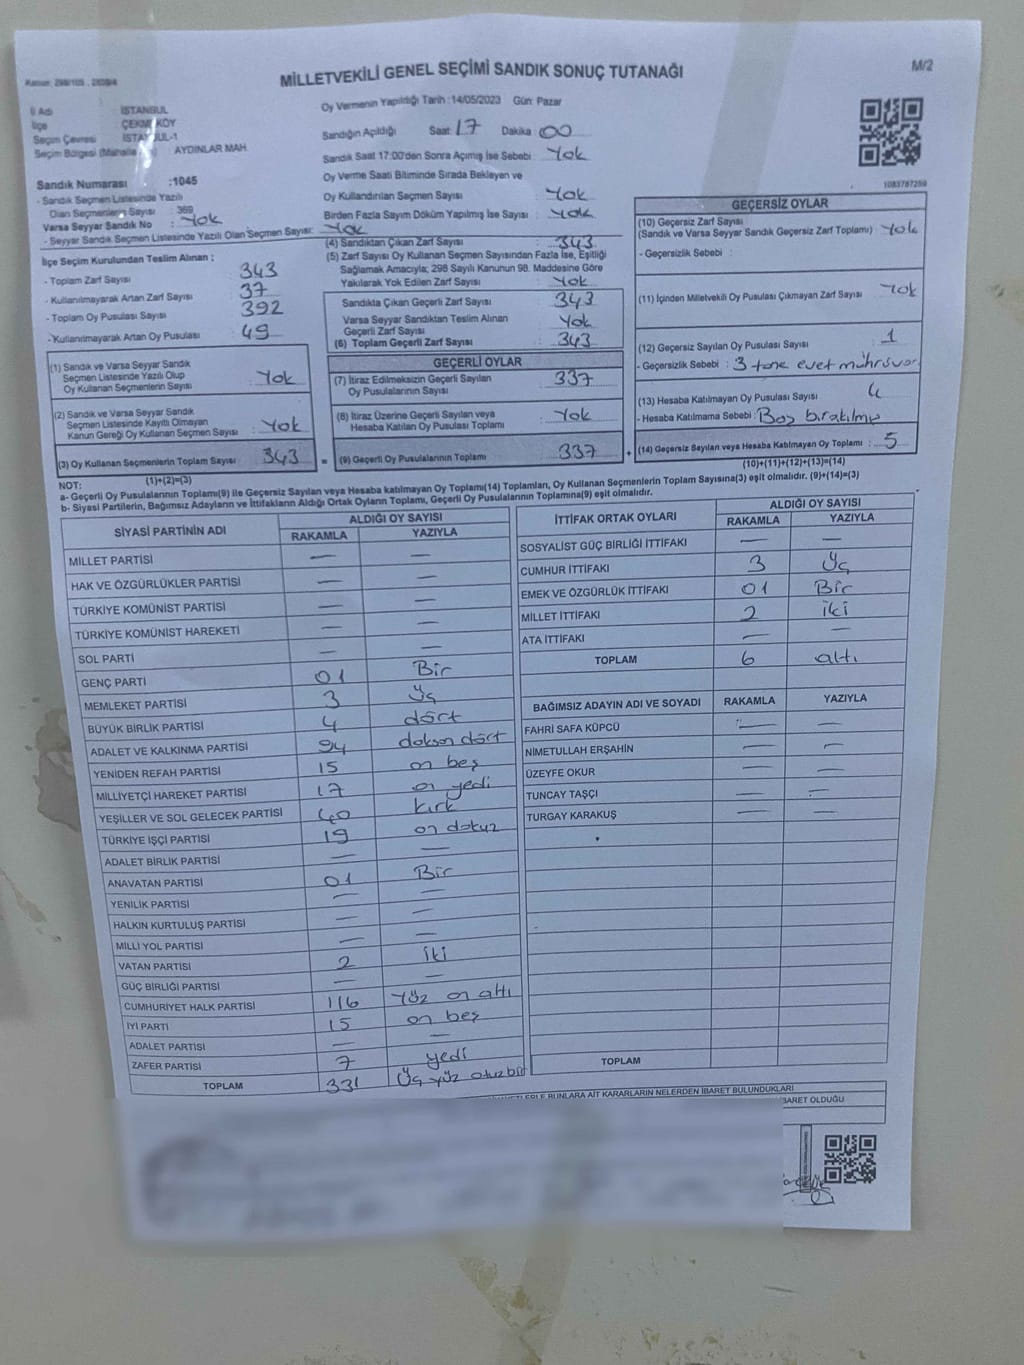 MİLLETVEKİLİ GENEL SEÇİMİ SANDIK SONUÇ TUTANAĞI
M/2
İl Adı : İSTANBUL
İlçe
Seçim Çevresi
Seçim Bölgesi AYDINLAR MAH.
Oy Vermenin Yapıldığı Tarih :14/05/2023 Gün: Pazar
Sandığın Açıldığı Saat: 17 Dakika : 00
Sandık Saat 17:00'den Sonra Açılmış İse Sebebi : Yok
Oy Verme Saati Bitiminde Sırada Bekleyen ve
Oy Kullandırılan Seçmen Sayısı : Yok
Birden Fazla Sayım Döküm Yapılmış İse Sayısı : Yok
1083767259
Sandık Numarası :1045
- Sandık Seçmen Listesinde Yazılı
Olan Seçmenlerin Sayısı : 369
Varsa Seyyar Sandık No : Yok
- Seyyar Sandık Seçmen Listesinde Yazılı Olan Seçmen Sayısı: Yok
İlçe Seçim Kurulundan Teslim Alınan ;
- Toplam Zarf Sayısı : 343
- Kullanılmayarak Artan Zarf Sayısı : 37
- Toplam Oy Pusulası Sayısı : 392
- Kullanılmayarak Artan Oy Pusulası : 49
(1) Sandık ve Varsa Seyyar Sandık
Seçmen Listesinde Yazılı Olup
Oy Kullanan Seçmenlerin Sayısı : Yok
(2) Sandık ve Varsa Seyyar Sandık
Seçmen Listesinde Kayıtlı Olmayan
Kanun Gereği Oy Kullanan Seçmen Sayısı : Yok
(3) Oy Kullanan Seçmenlerin Toplam Sayısı : 343
(1)+(2)=(3)
(4) Sandıktan Çıkan Zarf Sayısı : 343
(5) Zarf Sayısı Oy Kullanan Seçmen Sayısından Fazla İse, Eşitliği
Sağlamak Amacıyla; 298 Sayılı Kanunun 98. Maddesine Göre
Yakılarak Yok Edilen Zarf Sayısı : Yok
Sandıkta Çıkan Geçerli Zarf Sayısı : 343
Varsa Seyyar Sandıktan Teslim Alınan
Geçerli Zarf Sayısı : Yok
(6) Toplam Geçerli Zarf Sayısı : 343
GEÇERLİ OYLAR
(7) İtiraz Edilmeksizin Geçerli Sayılan
Oy Pusulalarının Sayısı : 337
(8) İtiraz Üzerine Geçerli Sayılan veya
Hesaba Katılan Oy Pusulası Toplamı : Yok
(9) Geçerli Oy Pusulalarının Toplamı : 337
GEÇERSİZ OYLAR
(10) Geçersiz Zarf Sayısı
(Sandık ve Varsa Seyyar Sandık Geçersiz Zarf Toplamı) : Yok
- Geçersizlik Sebebi :
(11) İçinden Milletvekili Oy Pusulası Çıkmayan Zarf Sayısı : Yok
(12) Geçersiz Sayılan Oy Pusulası Sayısı : 1
- Geçersizlik Sebebi : 3 tane evet mührü var
(13) Hesaba Katılmayan Oy Pusulası Sayısı : 4
- Hesaba Katılmama Sebebi : Boş bırakılmış
(14) Geçersiz Sayılan veya Hesaba Katılmayan Oy Toplamı : 5
(10)+(11)+(12)+(13)=(14)
NOT:
a- Geçerli Oy Pusulalarının Toplamı(9) ile Geçersiz Sayılan veya Hesaba katılmayan Oy Toplamı(14) Toplamları, Oy Kullanan Seçmenlerin Toplam Sayısına(3) eşit olmalıdır. (9)+(14)=(3)
b- Siyasi Partilerin, Bağımsız Adayların ve İttifakların Aldığı Ortak Oyların Toplamı, Geçerli Oy Pusulalarının Toplamına(9) eşit olmalıdır.
SİYASİ PARTİNİN ADI ALDIĞI OY SAYISI
RAKAMLA YAZIYLA
MİLLET PARTİSİ — —
HAK VE ÖZGÜRLÜKLER PARTİSİ — —
TÜRKİYE KOMÜNİST PARTİSİ — —
TÜRKİYE KOMÜNİST HAREKETİ — —
SOL PARTİ — —
GENÇ PARTİ 01 Bir
MEMLEKET PARTİSİ 3 Üç
BÜYÜK BİRLİK PARTİSİ 4 dört
ADALET VE KALKINMA PARTİSİ 94 doksan dört
YENİDEN REFAH PARTİSİ 15 on beş
MİLLİYETÇİ HAREKET PARTİSİ 17 on yedi
YEŞİLLER VE SOL GELECEK PARTİSİ 40 kırk
TÜRKİYE İŞÇİ PARTİSİ 19 on dokuz
ADALET BİRLİK PARTİSİ — —
ANAVATAN PARTİSİ 01 Bir
YENİLİK PARTİSİ — —
HALKIN KURTULUŞ PARTİSİ — —
MİLLİ YOL PARTİSİ — —
VATAN PARTİSİ 2 iki
GÜÇ BİRLİĞİ PARTİSİ — —
CUMHURİYET HALK PARTİSİ 116 Yüz on altı
İYİ PARTİ 15 on beş
ADALET PARTİSİ — —
ZAFER PARTİSİ 7 yedi
TOPLAM 331 Üç yüz otuz bir
İTTİFAK ORTAK OYLARI ALDIĞI OY SAYISI
RAKAMLA YAZIYLA
SOSYALİST GÜÇ BİRLİĞİ İTTİFAKI — —
CUMHUR İTTİFAKI 3 Üç
EMEK VE ÖZGÜRLÜK İTTİFAKI 01 Bir
MİLLET İTTİFAKI 2 iki
ATA İTTİFAKI — —
TOPLAM 6 altı
BAĞIMSIZ ADAYIN ADI VE SOYADI RAKAMLA YAZIYLA
FAHRİ SAFA KÜPCÜ — —
NİMETULLAH ERŞAHİN — —
ÜZEYFE OKUR — —
TUNCAY TAŞÇI — —
TURGAY KARAKUŞ — —
TOPLAM
BUNLARA AİT KARARLARIN NELERDEN İBARET BULUNDUKLARI
İBARET OLDUĞU